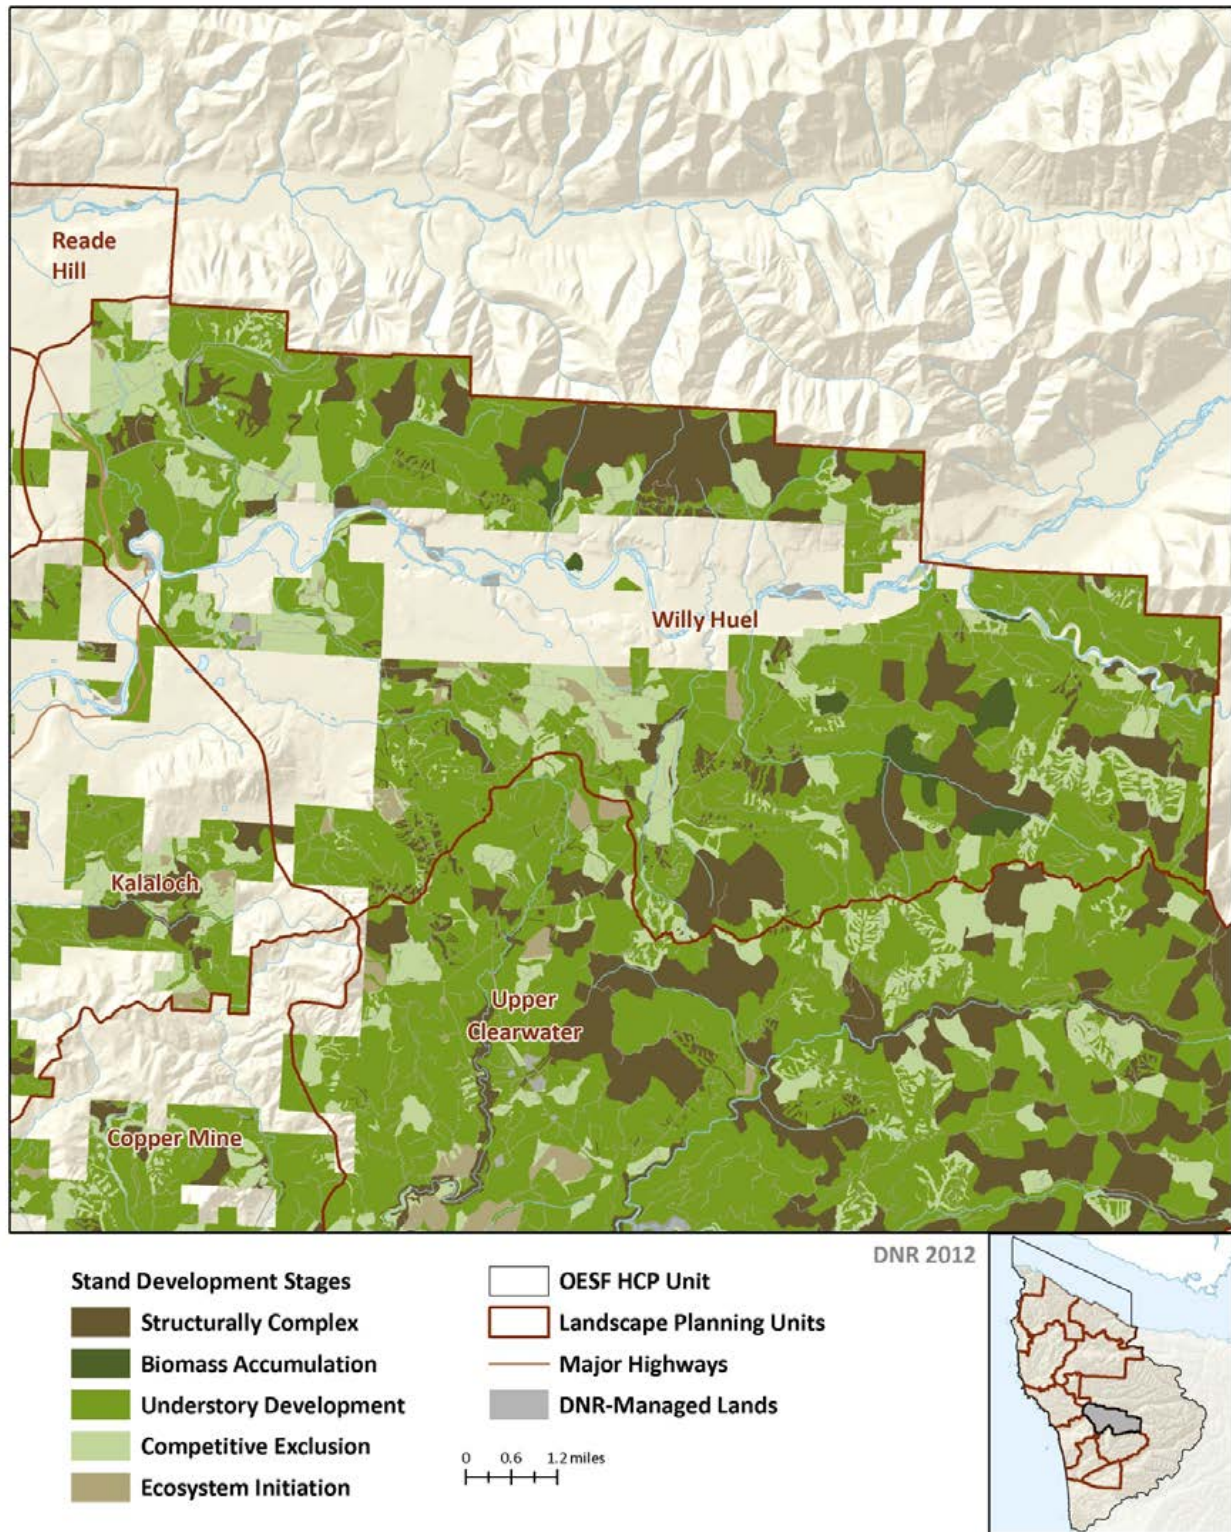 Reade
Hill
Willy Huel
Kalaloch
Upper
Clearwater
Copper Mine
DNR 2012
Stand Development Stages
Structurally Complex
Biomass Accumulation
Understory Development
Competitive Exclusion
Ecosystem Initiation
OESF HCP Unit
Landscape Planning Units
Major Highways
DNR-Managed Lands
0 0.6 1.2 miles